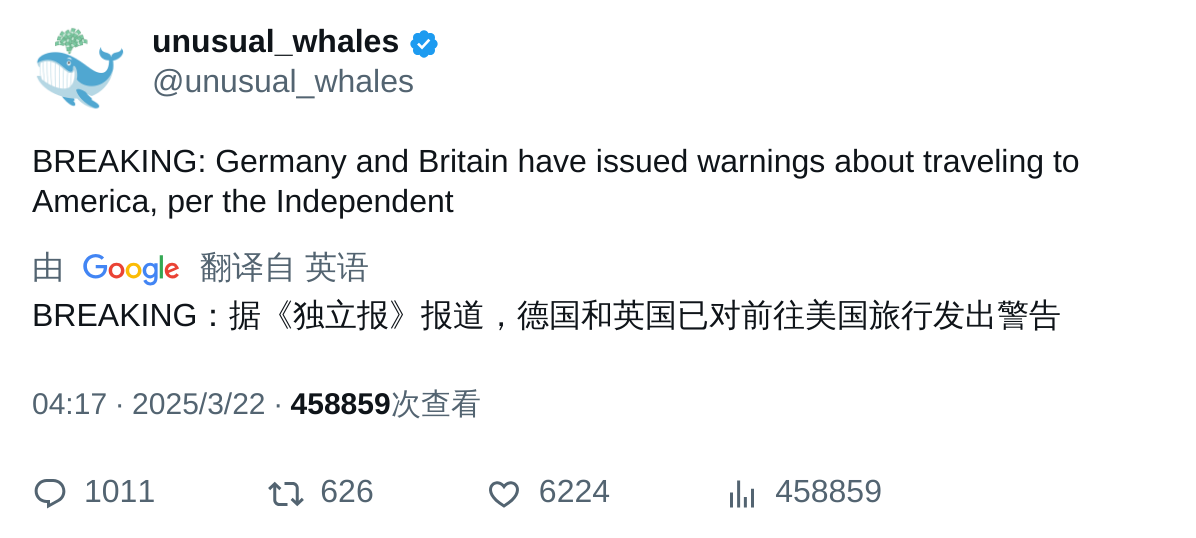 unusual_whales
@unusual_whales
BREAKING: Germany and Britain have issued warnings about traveling to
America, per the Independent
由 Google 翻译自 英语
BREAKING：据《独立报》报道，德国和英国已对前往美国旅行发出警告
04:17 · 2025/3/22 · 458859次查看
1011 626 6224 458859